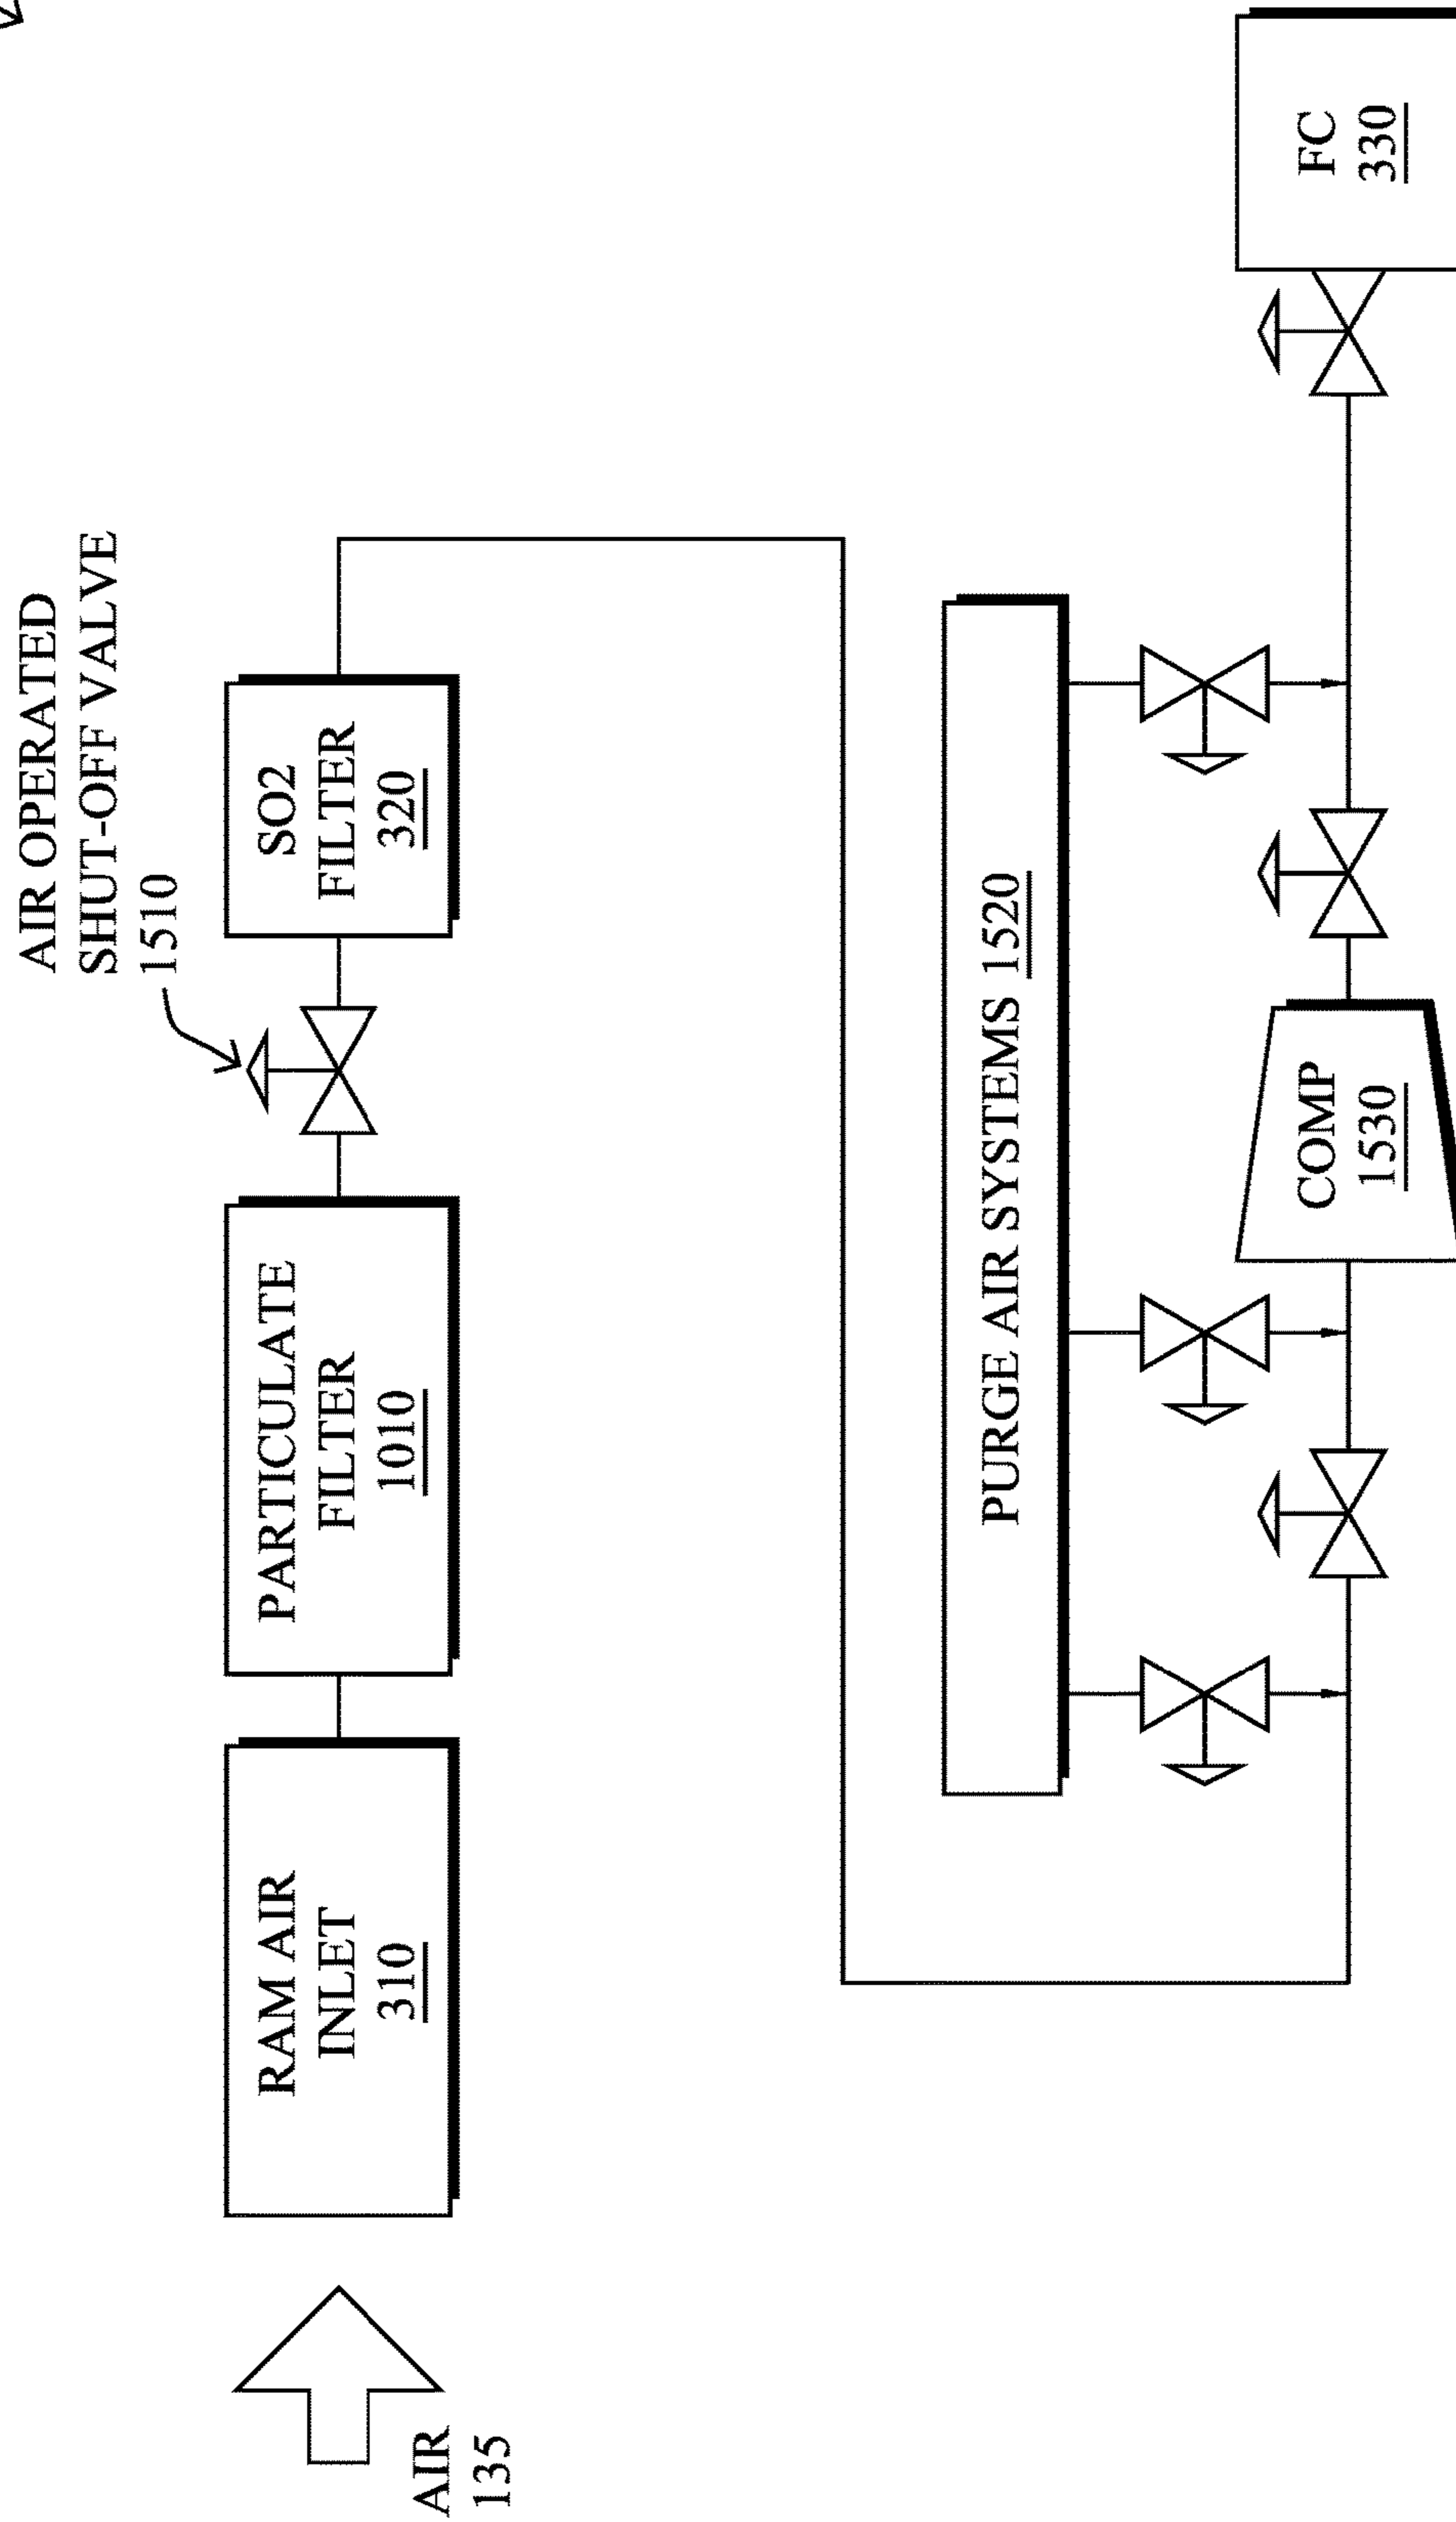 AIR OPERATED
SHUT-OFF VALVE
1510
AIR
135
RAM AIR
INLET
310
PARTICULATE
FILTER
1010
SO2
FILTER
320
PURGE AIR SYSTEMS 1520
COMP
1530
FC
330